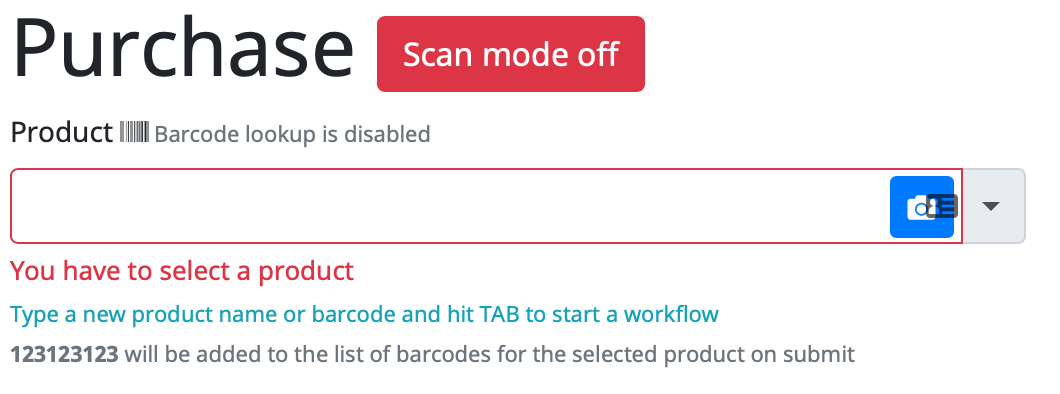 Purchase Scan mode off
Product Barcode lookup is disabled
You have to select a product
Type a new product name or barcode and hit TAB to start a workflow
123123123 will be added to the list of barcodes for the selected product on submit